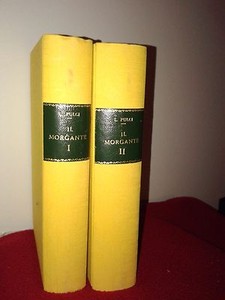 L. PULCI
IL
MORGANTE
I
L. PULCI
IL
MORGANTE
II